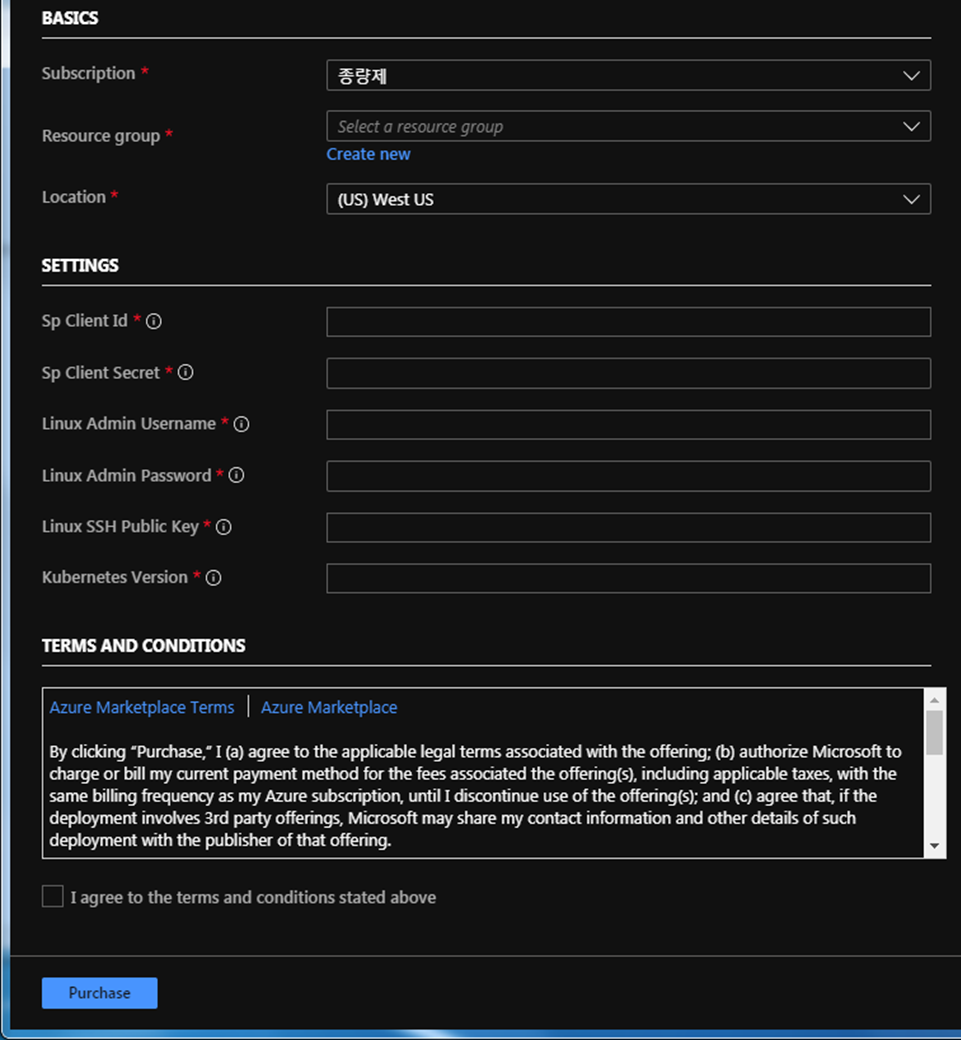 BASICS
Subscription *
종량제
Resource group *
Select a resource group
Create new
Location *
(US) West US
SETTINGS
Sp Client Id *
Sp Client Secret *
Linux Admin Username *
Linux Admin Password *
Linux SSH Public Key *
Kubernetes Version *
TERMS AND CONDITIONS
Azure Marketplace Terms | Azure Marketplace
By clicking “Purchase,” I (a) agree to the applicable legal terms associated with the offering; (b) authorize Microsoft to
charge or bill my current payment method for the fees associated the offering(s), including applicable taxes, with the
same billing frequency as my Azure subscription, until I discontinue use of the offering(s); and (c) agree that, if the
deployment involves 3rd party offerings, Microsoft may share my contact information and other details of such
deployment with the publisher of that offering.
I agree to the terms and conditions stated above
Purchase